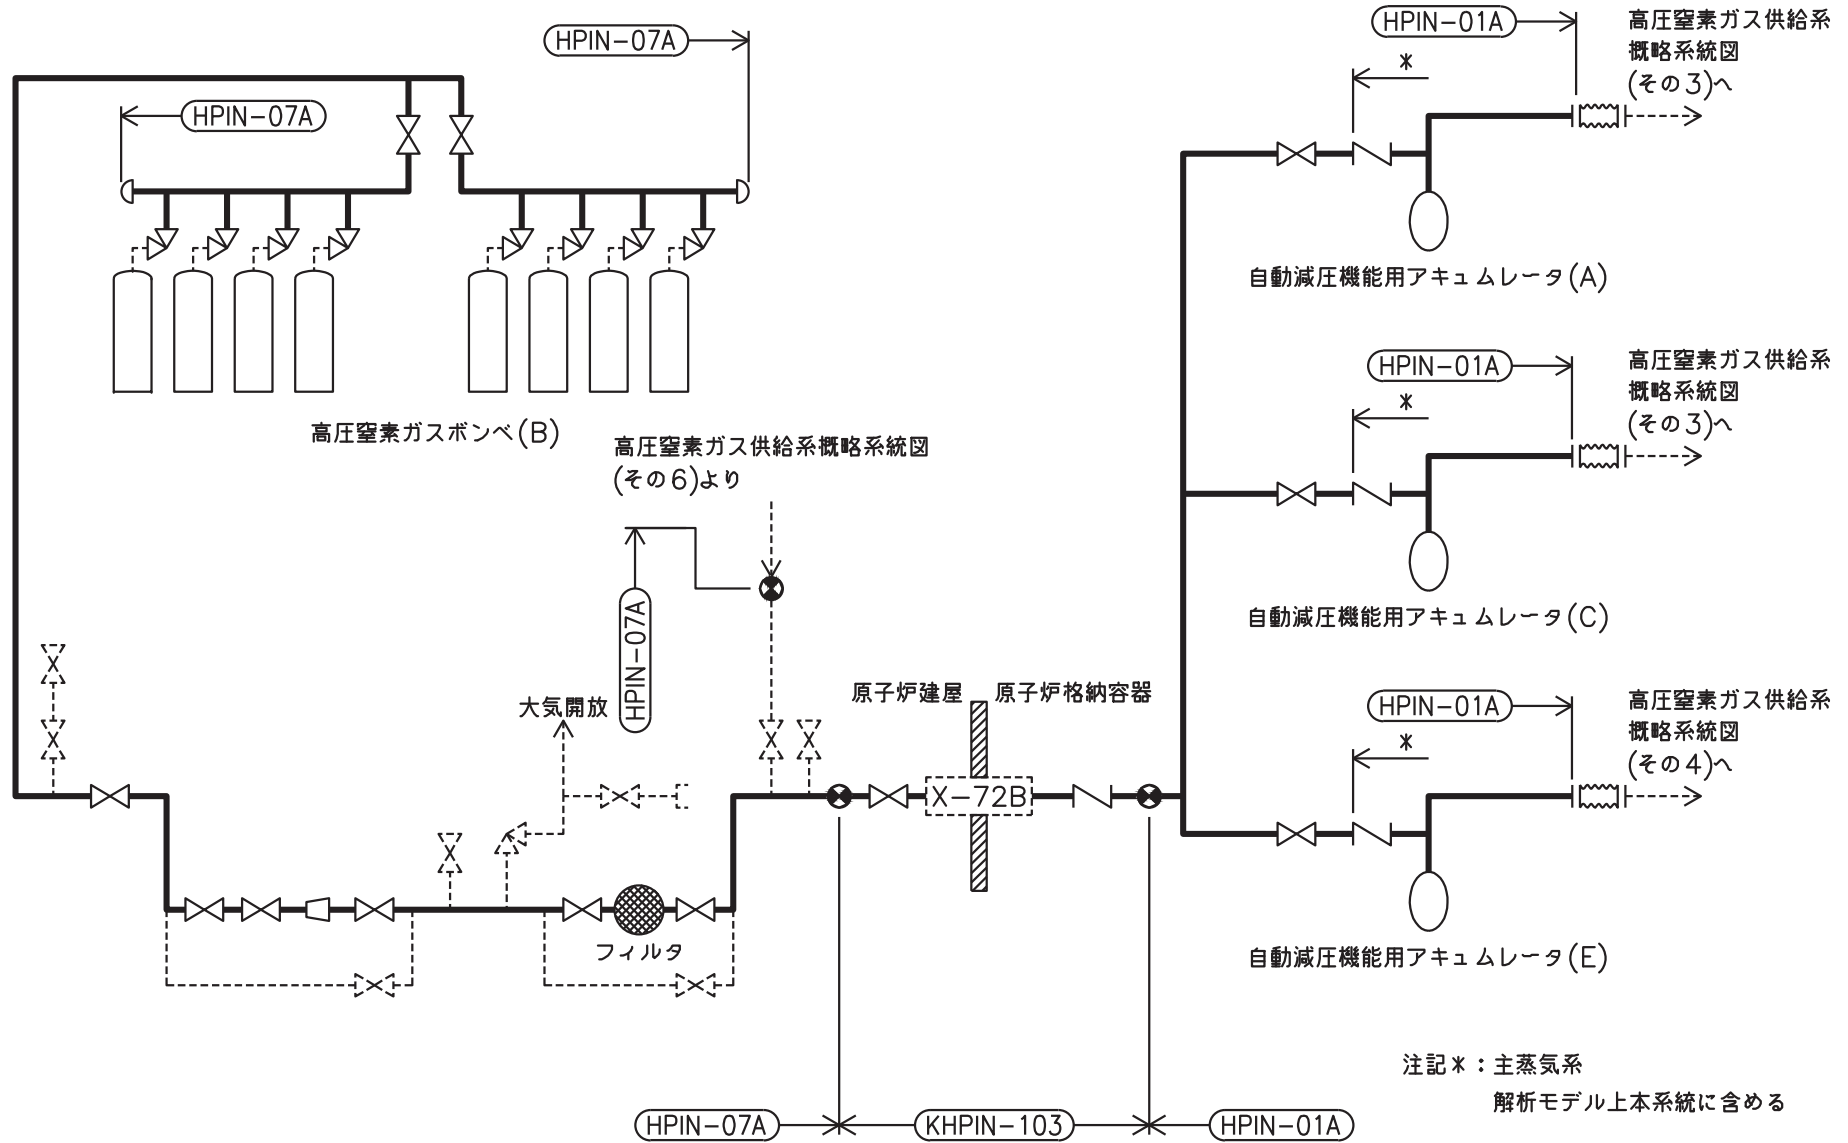 HPIN-07A
HPIN-07A
高圧窒素ガスボンベ(B)
高圧窒素ガス供給系概略系統図
(その6)より
HPIN-07A
大気開放
フィルタ
原子炉建屋
原子炉格納容器
X-72B
HPIN-01A
*
高圧窒素ガス供給系
概略系統図
(その3)へ
自動減圧機能用アキュムレータ(A)
HPIN-01A
*
高圧窒素ガス供給系
概略系統図
(その3)へ
自動減圧機能用アキュムレータ(C)
HPIN-01A
*
高圧窒素ガス供給系
概略系統図
(その4)へ
自動減圧機能用アキュムレータ(E)
注記*:主蒸気系
解析モデル上本系統に含める
HPIN-07A
KHPIN-103
HPIN-01A